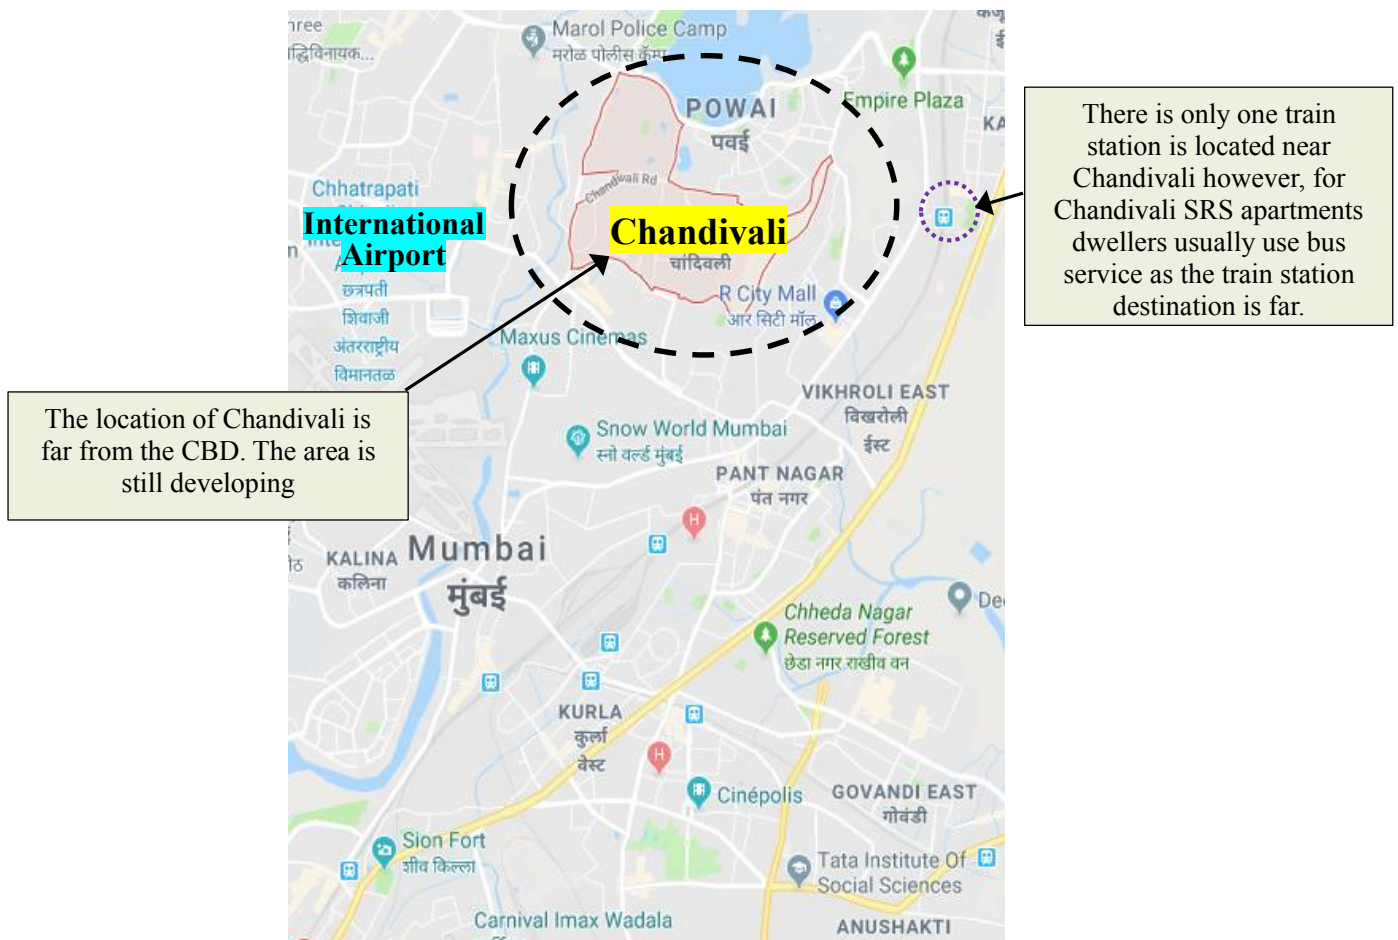 Marol Police Camp
मरोळ पोलीस कॅम्प
POWAI
पवई
Empire Plaza
There is only one train
station is located near
Chandivali however, for
Chandivali SRS apartments
dwellers usually use bus
service as the train station
destination is far.
KA
Chandivali Rd
Chhatrapati
International
Airport
छत्रपती
शिवाजी
आंतरराष्ट्रीय
विमानतळ
Chandivali
चांदिवली
R City Mall
आर सिटी मॉल
Maxus Cinemas
The location of Chandivali is
far from the CBD. The area is
still developing
VIKHROLI EAST
विखरोली
ईस्ट
Snow World Mumbai
स्नो वर्ल्ड मुंबई
PANT NAGAR
पंत नगर
H
KALINA
कलिना
Mumbai
मुंबई
Dee
Chheda Nagar
Reserved Forest
छेडा नगर राखीव वन
KURLA
कुर्ला
वेस्ट
H
Cinépolis
GOVANDI EAST
गोवंडी
Sion Fort
शीव किल्ला
Tata Institute Of
Social Sciences
Carnival Imax Wadala
ANUSHAKTI